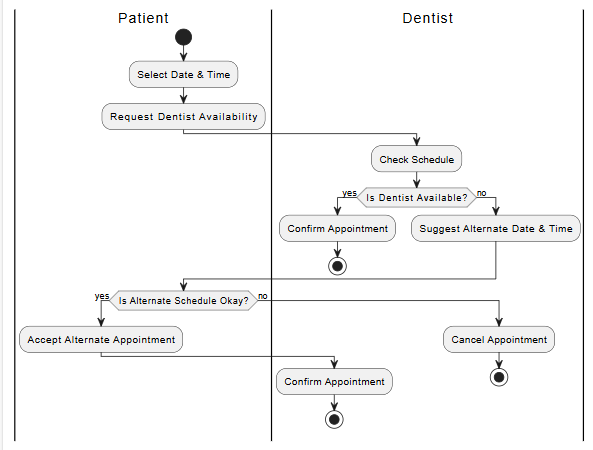 Patient
Dentist
Select Date & Time
Request Dentist Availability
Check Schedule
yes
Is Dentist Available?
no
Confirm Appointment
Suggest Alternate Date & Time
yes
Is Alternate Schedule Okay?
no
Accept Alternate Appointment
Cancel Appointment
Confirm Appointment